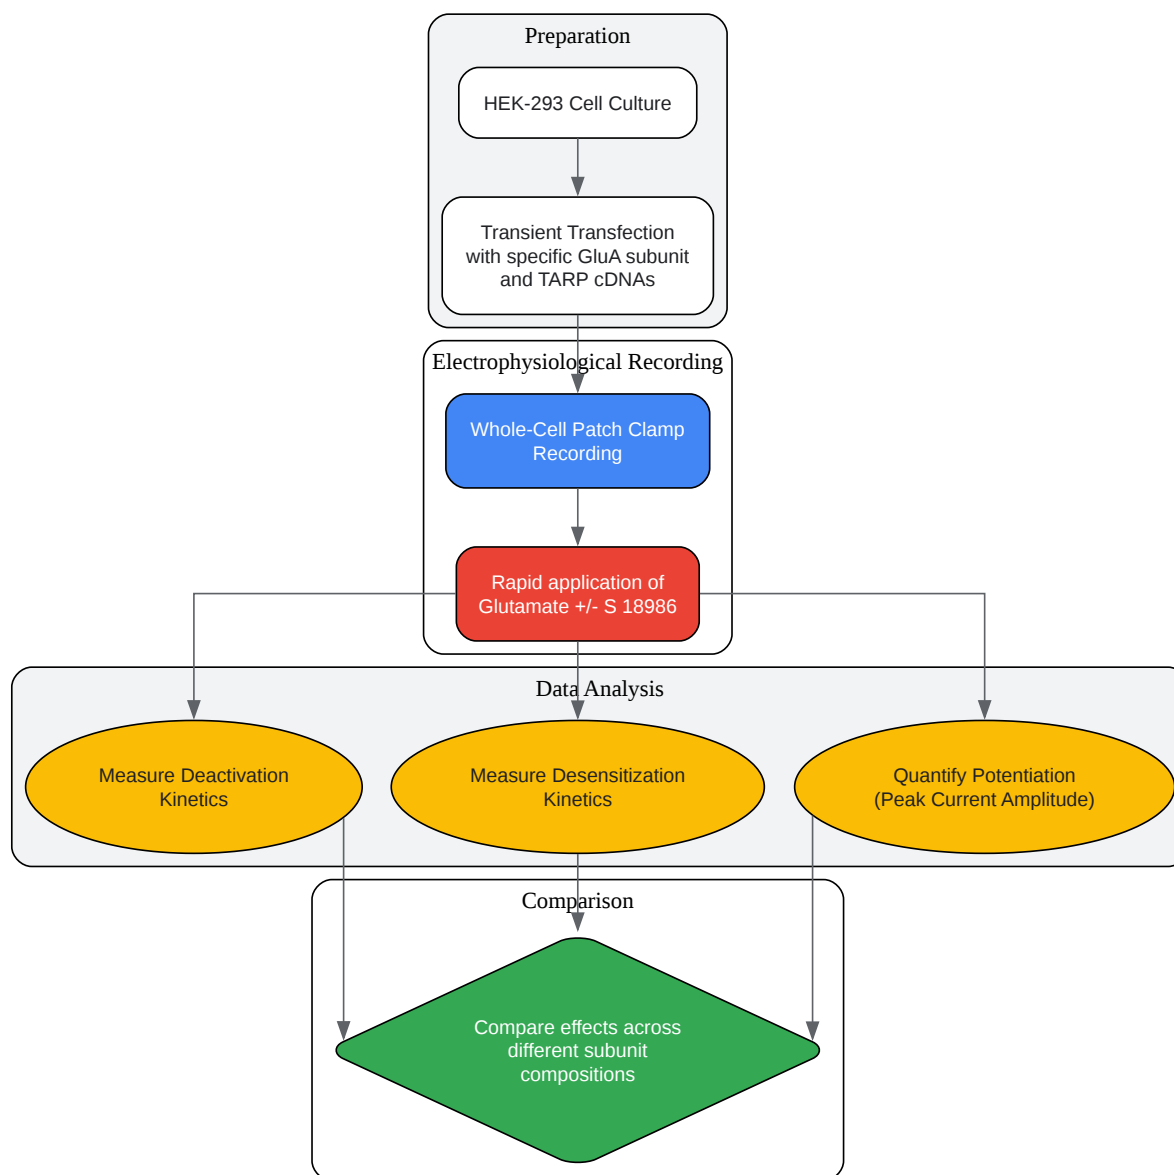 Preparation
HEK-293 Cell Culture
Transient Transfection
with specific GluA subunit
and TARP cDNAs
Electrophysiological Recording
Whole-Cell Patch Clamp
Recording
Rapid application of
Glutamate +/- S 18986
Data Analysis
Measure Deactivation
Kinetics
Measure Desensitization
Kinetics
Quantify Potentiation
(Peak Current Amplitude)
Comparison
Compare effects across
different subunit
compositions